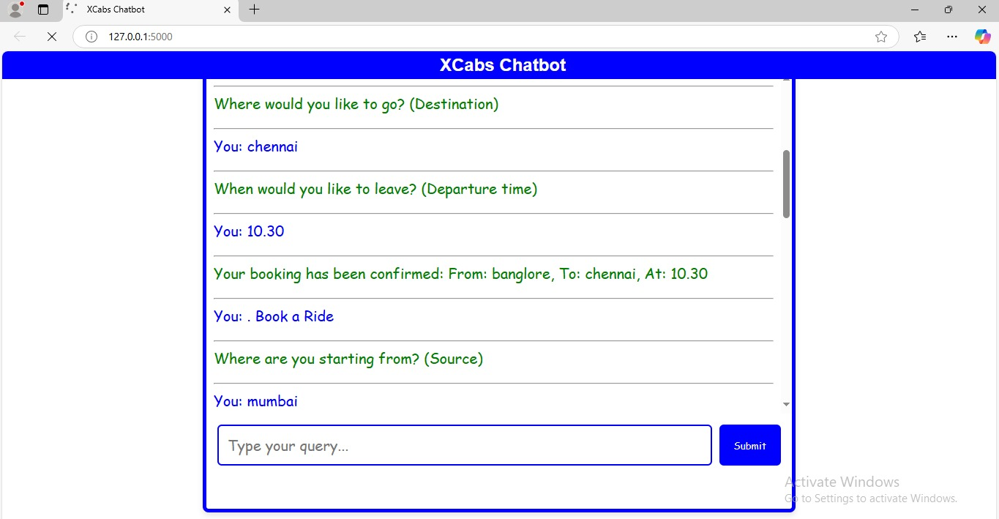 XCabs Chatbot
127.0.0.1:5000
XCabs Chatbot
Where would you like to go? (Destination)
You: chennai
When would you like to leave? (Departure time)
You: 10.30
Your booking has been confirmed: From: banglore, To: chennai, At: 10.30
You: . Book a Ride
Where are you starting from? (Source)
You: mumbai
Type your query...
Submit
Activate Windows
Go to Settings to activate Windows.